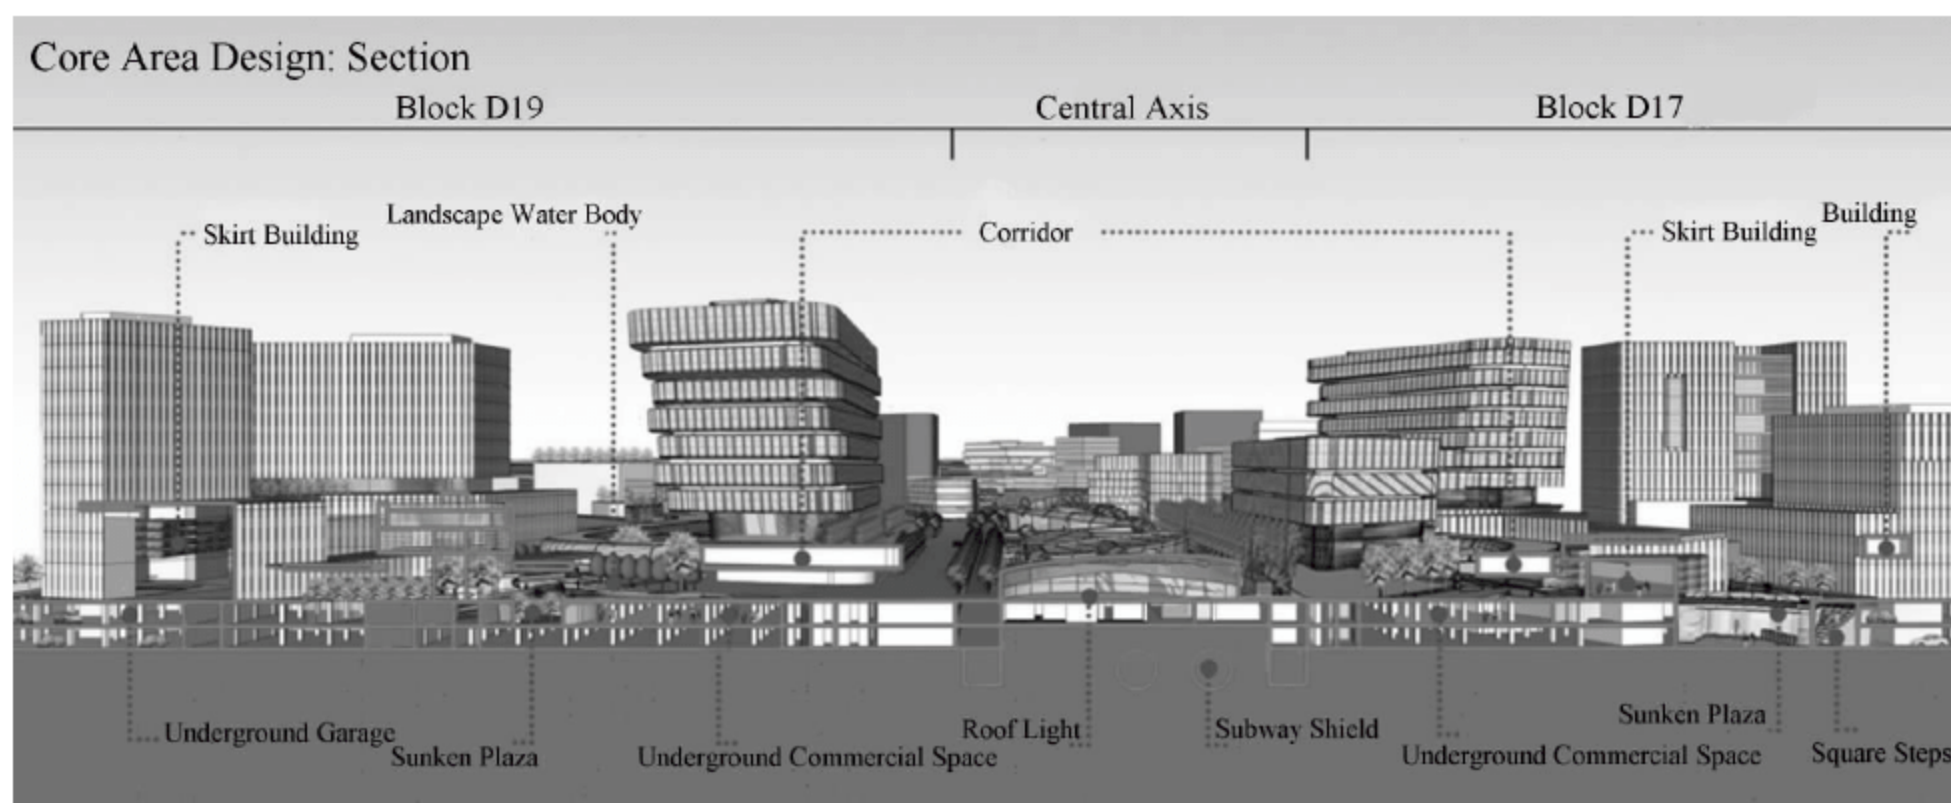 Core Area Design: Section
Block D19
Central Axis
Block D17
Skirt Building
Landscape Water Body
Corridor
Skirt Building
Building
Underground Garage
Sunken Plaza
Underground Commercial Space
Roof Light
Subway Shield
Underground Commercial Space
Sunken Plaza
Square Steps